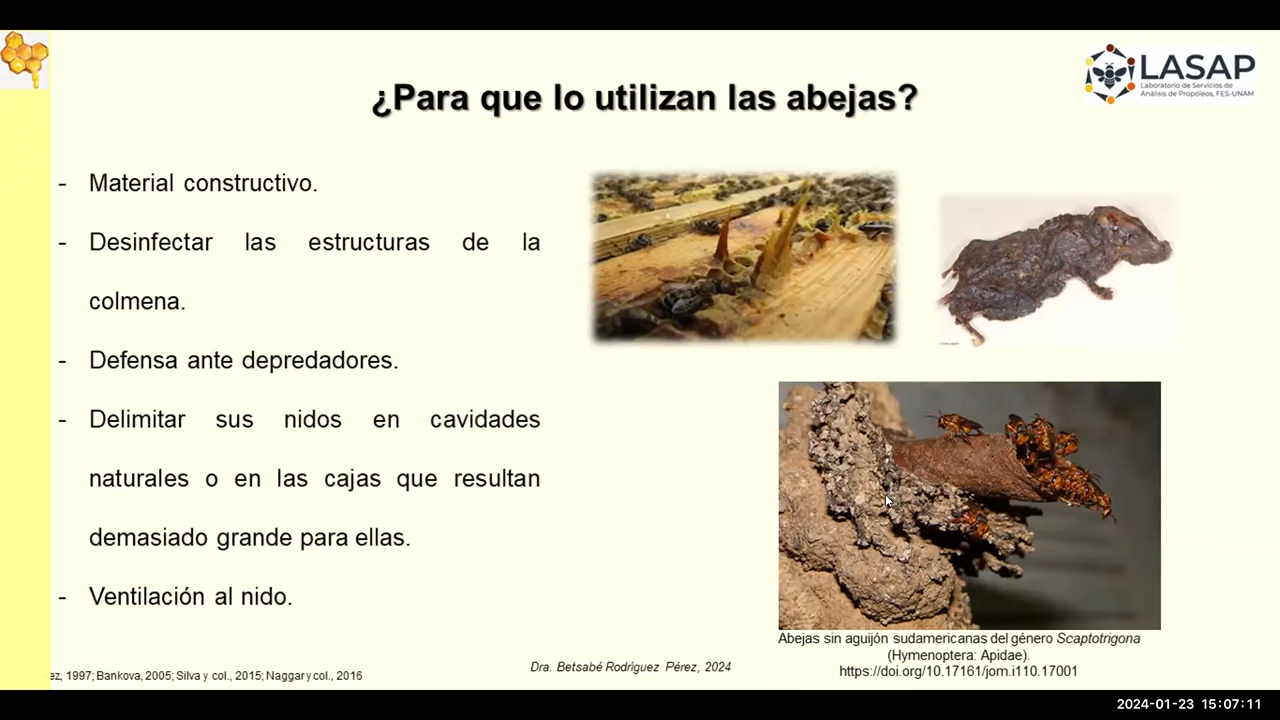 LASAP
Laboratorio de Servicios de
Análisis de Propóleos, FES-UNAM
¿Para que lo utilizan las abejas?
- Material constructivo.
- Desinfectar las estructuras de la
colmena.
- Defensa ante depredadores.
- Delimitar sus nidos en cavidades
naturales o en las cajas que resultan
demasiado grande para ellas.
- Ventilación al nido.
Abejas sin aguijón sudamericanas del género Scaptotrigona
(Hymenoptera: Apidae).
https://doi.org/10.17161/jom.i110.17001
Dra. Betsabé Rodríguez Pérez, 2024
1997; Bankova, 2005; Silva y col., 2015; Naggar y col., 2016
2024-01-23 15:07:11